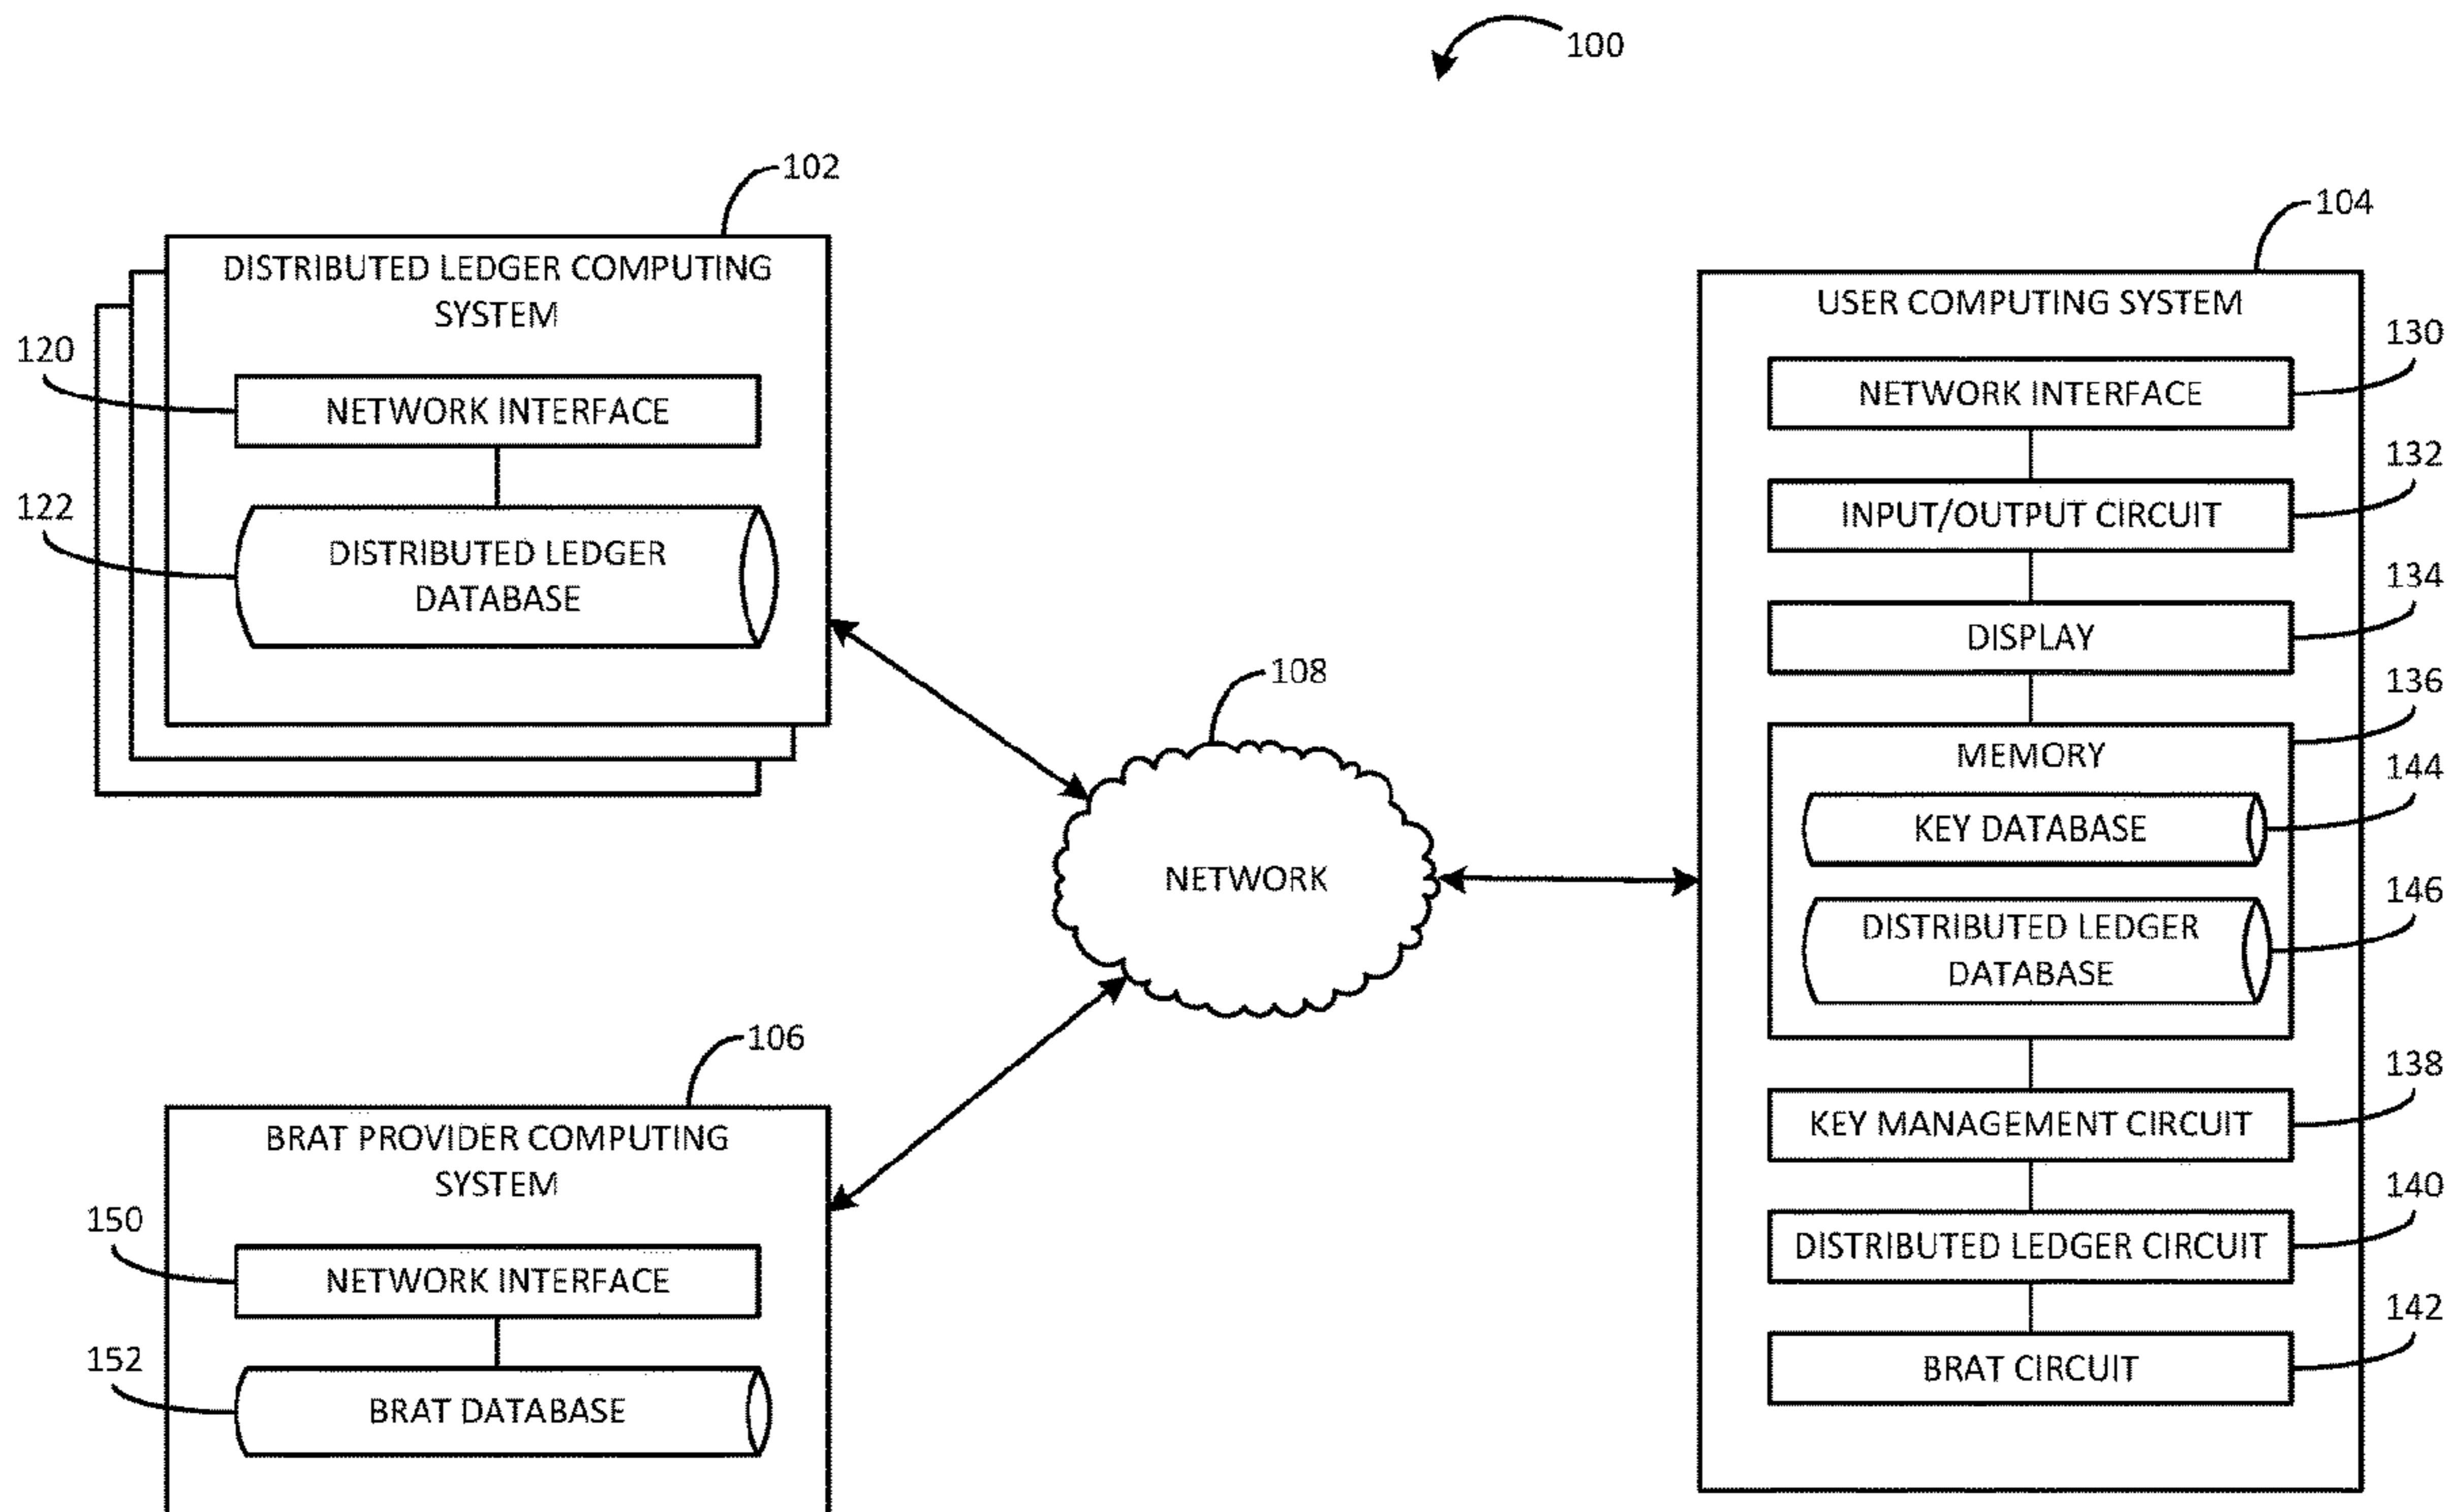 100
102
DISTRIBUTED LEDGER COMPUTING
SYSTEM
120
NETWORK INTERFACE
122
DISTRIBUTED LEDGER
DATABASE
108
NETWORK
106
BRAT PROVIDER COMPUTING
SYSTEM
150
NETWORK INTERFACE
152
BRAT DATABASE
104
USER COMPUTING SYSTEM
130
NETWORK INTERFACE
132
INPUT/OUTPUT CIRCUIT
134
DISPLAY
136
MEMORY
144
KEY DATABASE
146
DISTRIBUTED LEDGER
DATABASE
138
KEY MANAGEMENT CIRCUIT
140
DISTRIBUTED LEDGER CIRCUIT
142
BRAT CIRCUIT